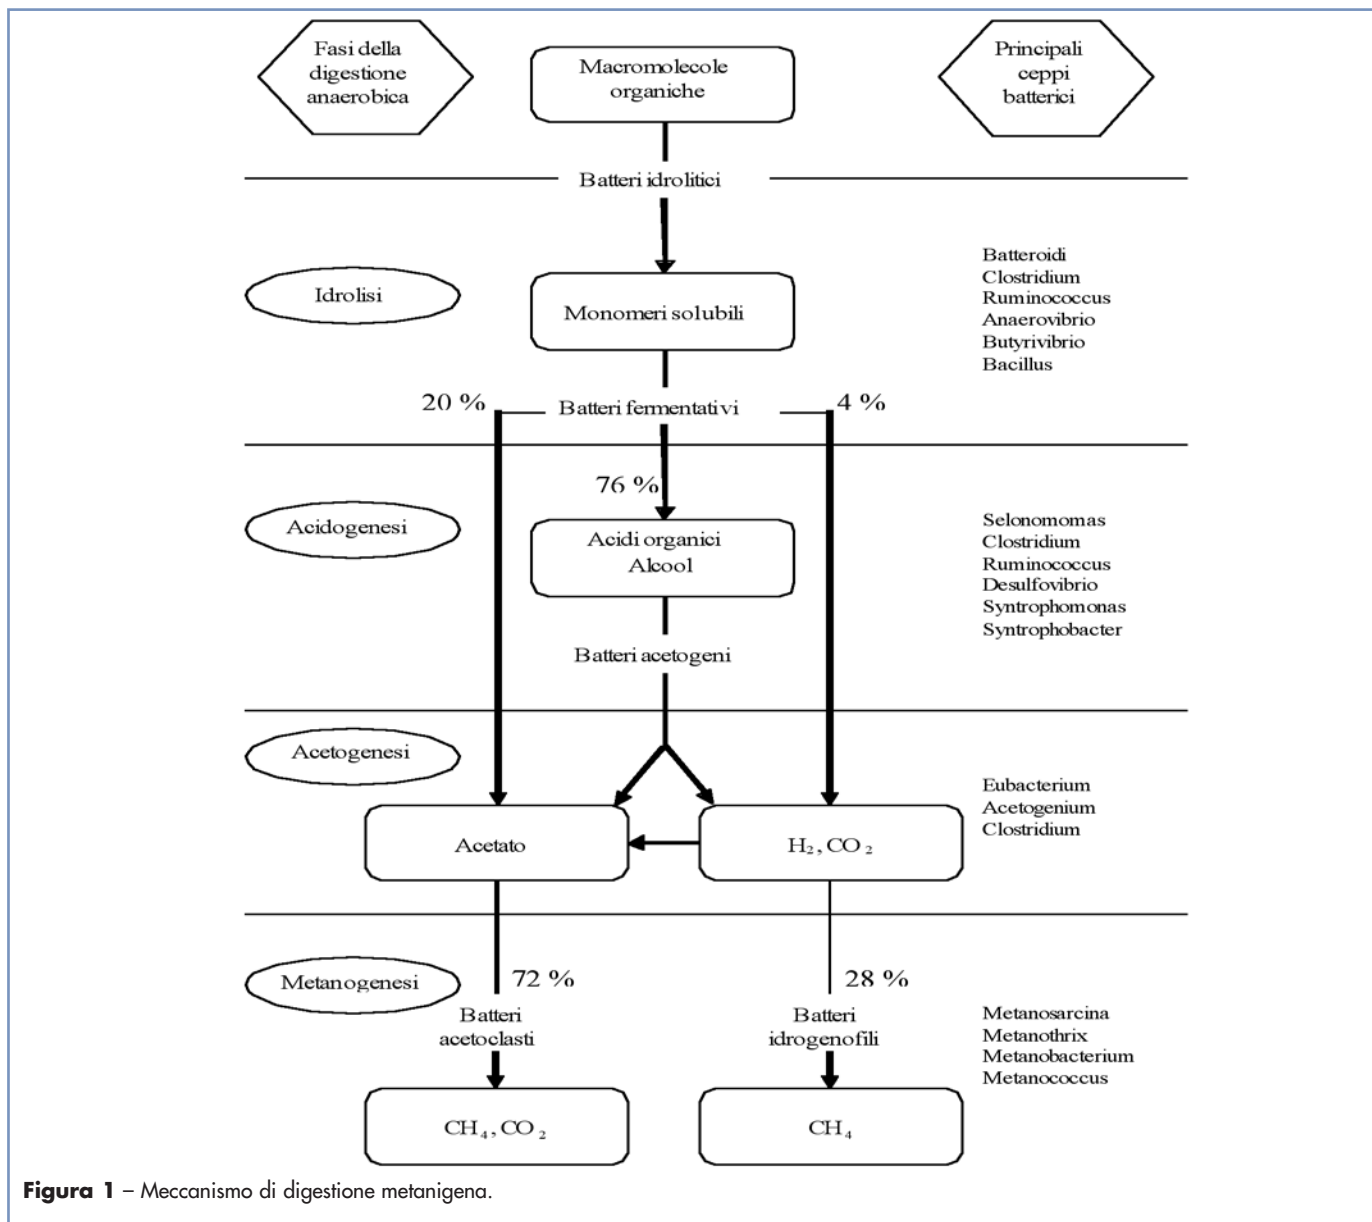 Fasi della
digestione
anaerobica
Macromolecole
organiche
Principali
ceppi
batterici
Batteri idrolitici
Idrolisi
Monomeri solubili
Batteroidi
Clostridium
Ruminococcus
Anaerovibrio
Butyrivibrio
Bacillus
20 %
Batteri fermentativi
4 %
76 %
Acidogenesi
Acidi organici
Alcool
Selonomomas
Clostridium
Ruminococcus
Desulfovibrio
Syntrophomonas
Syntrophobacter
Batteri acetogeni
Acetogenesi
Acetato
H₂, CO₂
Eubacterium
Acetogenium
Clostridium
Metanogenesi
72 %
28 %
Batteri
acetoclasti
Batteri
idrogenofili
Metanosarcina
Metanothrix
Metanobacterium
Metanococcus
CH₄, CO₂
CH₄
Figura 1 – Meccanismo di digestione metanigena.